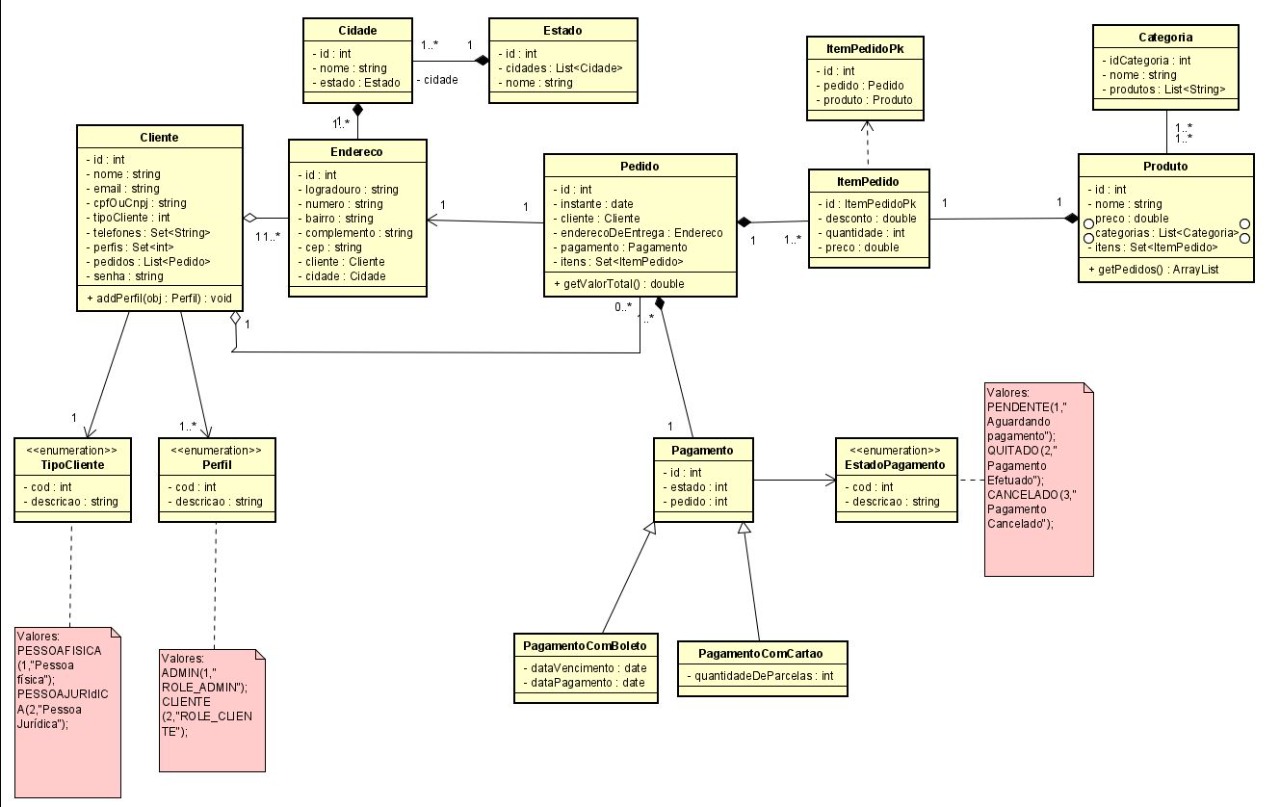 Cidade
- id : int
- nome : string
- estado : Estado
1..*
1
- cidade
Estado
- id : int
- cidades : List<Cidade>
- nome : string
ItemPedidoPk
- id : int
- pedido : Pedido
- produto : Produto
Categoria
- idCategoria : int
- nome : string
- produtos : List<String>
1
1..*
1..*
1..*
Cliente
- id : int
- nome : string
- email : string
- cpfOuCnpj : string
- tipoCliente : int
- telefones : Set<String>
- perfis : Set<int>
- pedidos : List<Pedido>
- senha : string
+ addPerfil(obj : Perfil) : void
1
1..*
Endereco
- id : int
- logradouro : string
- numero : string
- bairro : string
- complemento : string
- cep : string
- cliente : Cliente
- cidade : Cidade
1
1
Pedido
- id : int
- instante : date
- cliente : Cliente
- enderecoDeEntrega : Endereco
- pagamento : Pagamento
- itens : Set<ItemPedido>
+ getValorTotal() : double
1
1..*
ItemPedido
- id : ItemPedidoPk
- desconto : double
- quantidade : int
- preco : double
1
1
Produto
- id : int
- nome : string
- preco : double
categorias : List<Categoria>
- itens : Set<ItemPedido>
+ getPedidos() : ArrayList
1
0..*
..*
1
1..*
1
<<enumeration>>
TipoCliente
- cod : int
- descricao : string
<<enumeration>>
Perfil
- cod : int
- descricao : string
Pagamento
- id : int
- estado : int
- pedido : int
<<enumeration>>
EstadoPagamento
- cod : int
- descricao : string
Valores:
PENDENTE(1,"
Aguardando
pagamento");
QUITADO(2,"
Pagamento
Efetuado");
CANCELADO(3,"
Pagamento
Cancelado");
Valores:
PESSOAFISICA
(1,"Pessoa
física");
PESSOAJURIdIC
A(2,"Pessoa
Jurídica");
Valores:
ADMIN(1,"
ROLE_ADMIN");
CLIENTE
(2,"ROLE_CLIEN
TE");
PagamentoComBoleto
- dataVencimento : date
- dataPagamento : date
PagamentoComCartao
- quantidadeDeParcelas : int